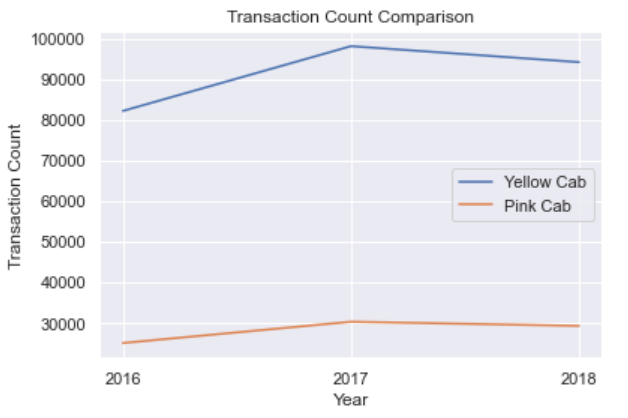 Transaction Count Comparison
100000
90000
80000
70000
60000
50000
40000
30000
Transaction Count
Yellow Cab
Pink Cab
2016 2017 2018
Year